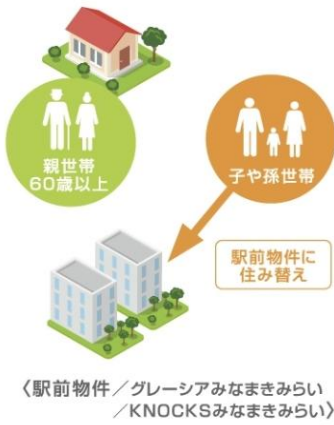 親世帯
60歳以上
子や孫世帯
駅前物件に
住み替え
〈駅前物件／グレーシアみなまきみらい
／KNOCKSみなまきみらい〉